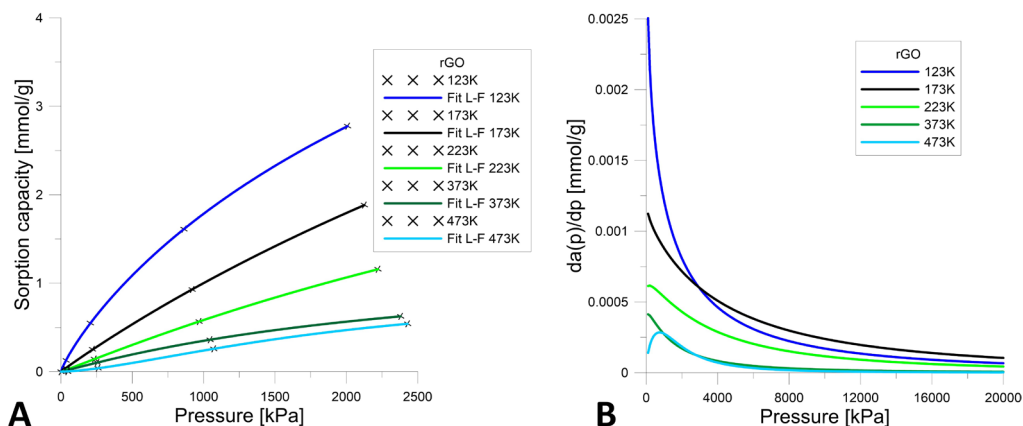 4
3
2
1
0
Sorption capacity [mmol/g]
0 500 1000 1500 2000 2500
Pressure [kPa]
rGO
123K
Fit L-F 123K
173K
Fit L-F 173K
223K
Fit L-F 223K
373K
Fit L-F 373K
473K
Fit L-F 473K
A
0.0025
0.002
0.0015
0.001
0.0005
0
da(p)/dp [mmol/g]
0 4000 8000 12000 16000 20000
Pressure [kPa]
rGO
123K
173K
223K
373K
473K
B